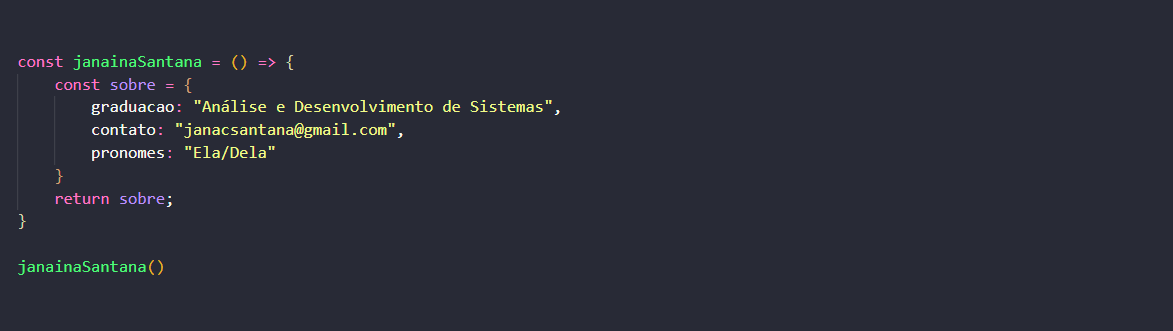 const janainaSantana = () => {
    const sobre = {
        graduacao: "Análise e Desenvolvimento de Sistemas",
        contato: "janacsantana@gmail.com",
        pronomes: "Ela/Dela"
    }
    return sobre;
}

janainaSantana()